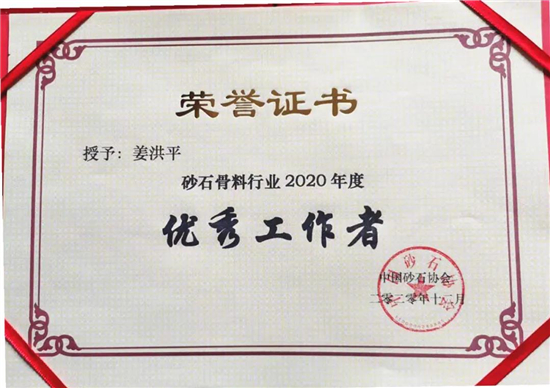 荣誉证书
授予：姜洪平
砂石骨料行业 2020 年度
优秀工作者
中国砂石协会
二零二零年十二月